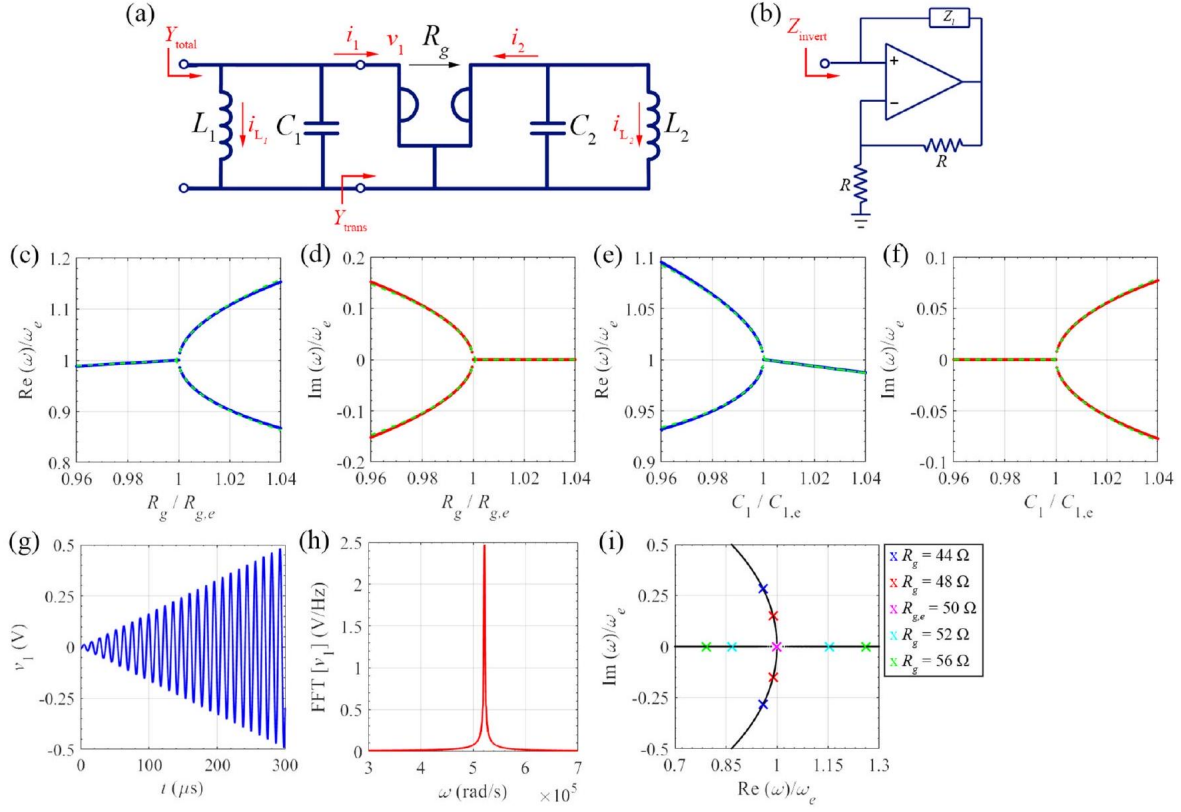 (a)
Y_total
i_1
v_1
R_g
i_2
L_1
i_L1
C_1
C_2
i_L2
L_2
Y_trans
(b)
Z_invert
Z_l
+
−
R
R
(c)
Re (ω)/ω_e
1.2
1.1
1
0.9
0.8
0.96 0.98 1 1.02 1.04
R_g / R_g,e
(d)
Im (ω)/ω_e
0.2
0.1
0
-0.1
-0.2
0.96 0.98 1 1.02 1.04
R_g / R_g,e
(e)
Re (ω)/ω_e
1.1
1.05
1
0.95
0.9
0.96 0.98 1 1.02 1.04
C_1 / C_1,e
(f)
Im (ω)/ω_e
0.1
0.05
0
-0.05
-0.1
0.96 0.98 1 1.02 1.04
C_1 / C_1,e
(g)
v_1 (V)
0.5
0.25
0
-0.25
-0.5
0 100 200 300
t (μs)
(h)
FFT [v_1] (V/Hz)
2.5
2
1.5
1
0.5
0
3 4 5 6 7
ω (rad/s) ×10^5
(i)
Im (ω)/ω_e
0.5
0.25
0
-0.25
-0.5
0.7 0.85 1 1.15 1.3
Re (ω)/ω_e
x R_g = 44 Ω
x R_g = 48 Ω
x R_g,e = 50 Ω
x R_g = 52 Ω
x R_g = 56 Ω